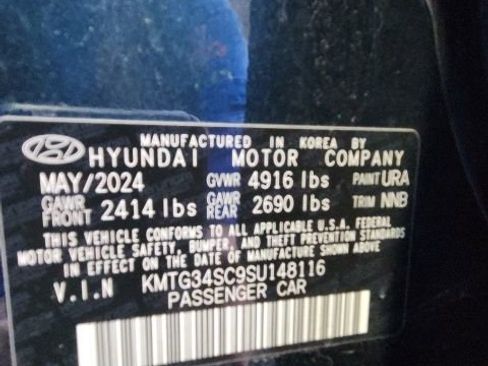 MANUFACTURED IN KOREA BY
HYUNDAI MOTOR COMPANY
MAY/2024 GVWR 4916 lbs PAINT URA
GAWR FRONT 2414 lbs GAWR REAR 2690 lbs TRIM NNB
THIS VEHICLE CONFORMS TO ALL APPLICABLE U.S.A. FEDERAL
MOTOR VEHICLE SAFETY, BUMPER, AND THEFT PREVENTION STANDARDS
IN EFFECT ON THE DATE OF MANUFACTURE SHOWN ABOVE.
V.I.N KMTG34SC9SU148116
PASSENGER CAR